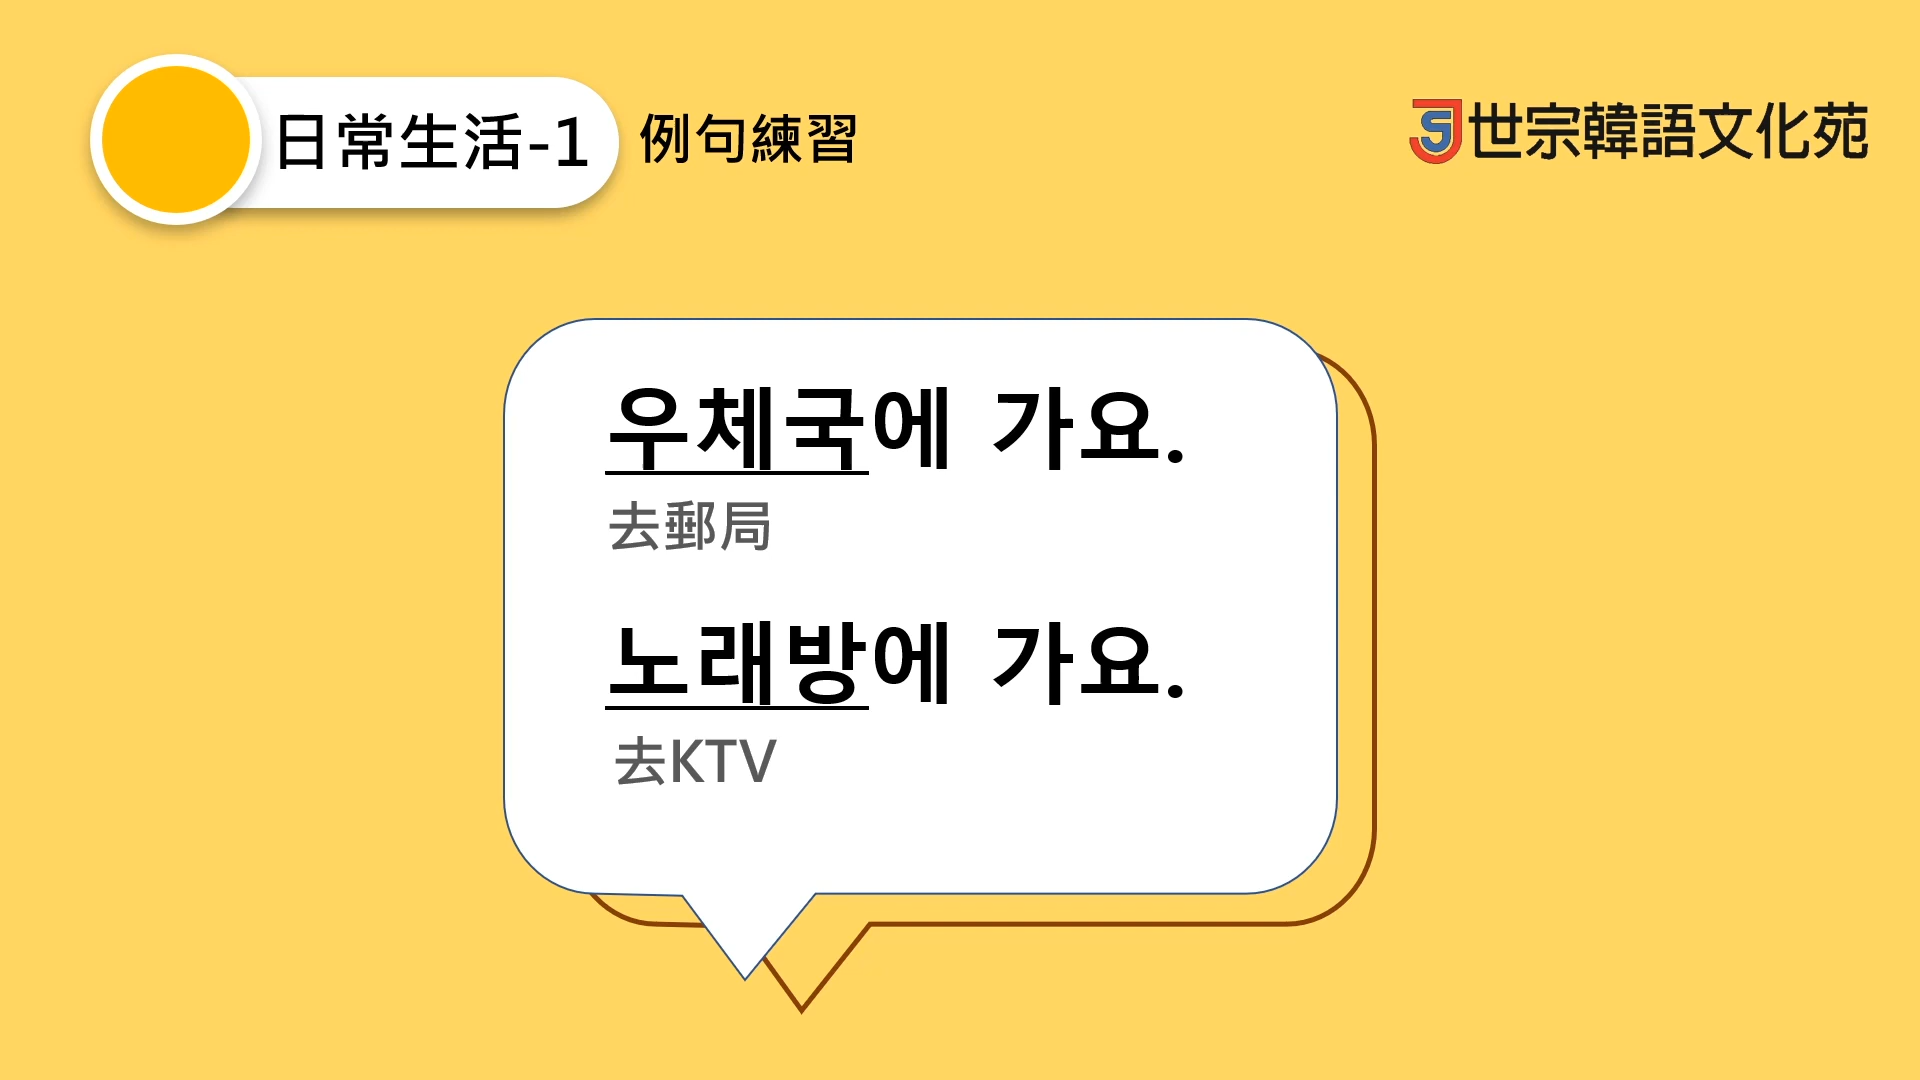 日常生活-1 例句練習
世宗韓語文化苑
우체국에 가요.
去郵局
노래방에 가요.
去KTV